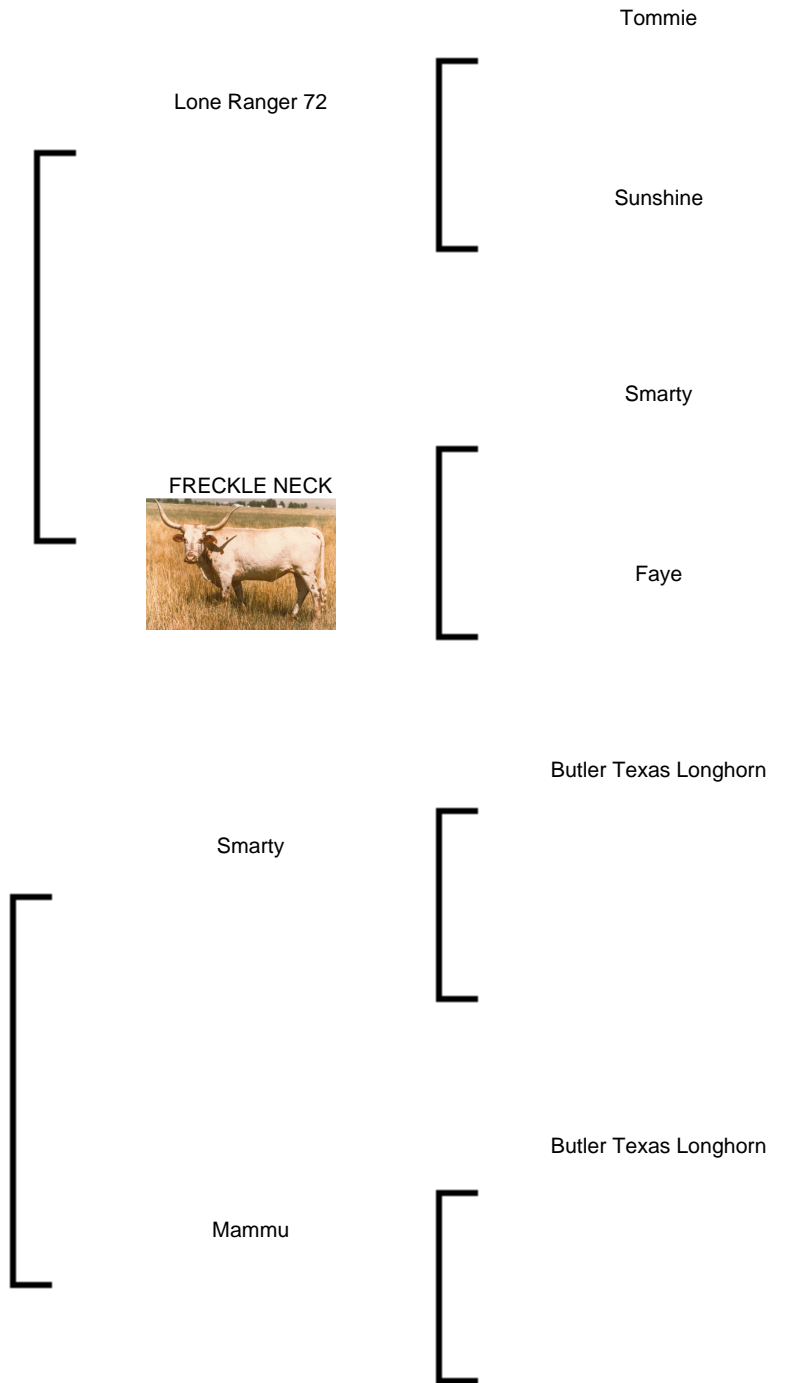 Tommie
Lone Ranger 72
Sunshine
Smarty
FRECKLE NECK
Faye
Butler Texas Longhorn
Smarty
Butler Texas Longhorn
Mammu